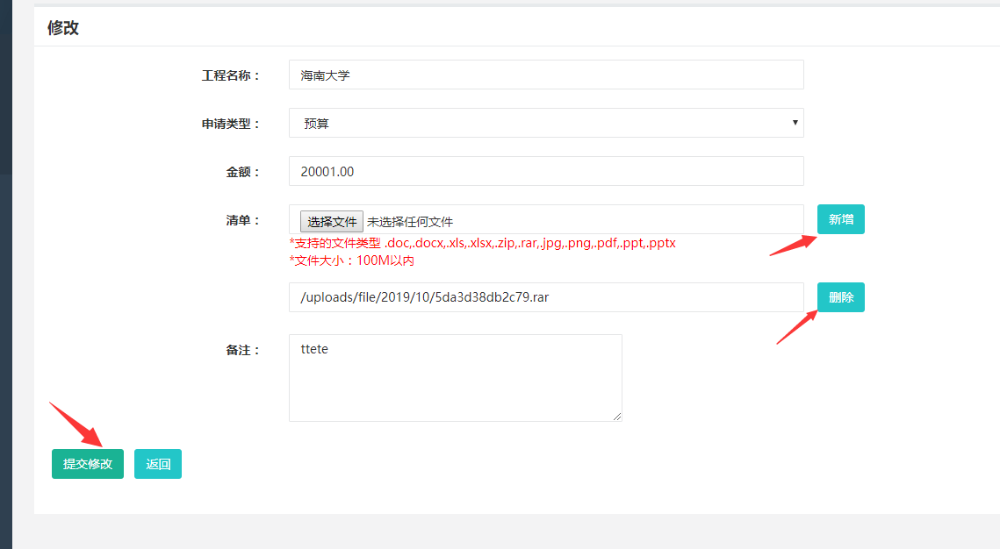 修改
工程名称： 海南大学
申请类型： 预算
金额： 20001.00
清单： 选择文件 未选择任何文件 新增
*支持的文件类型 .doc,.docx,.xls,.xlsx,.zip,.rar,.jpg,.png,.pdf,.ppt,.pptx
*文件大小：100M以内
/uploads/file/2019/10/5da3d38db2c79.rar 删除
备注： ttete
提交修改 返回